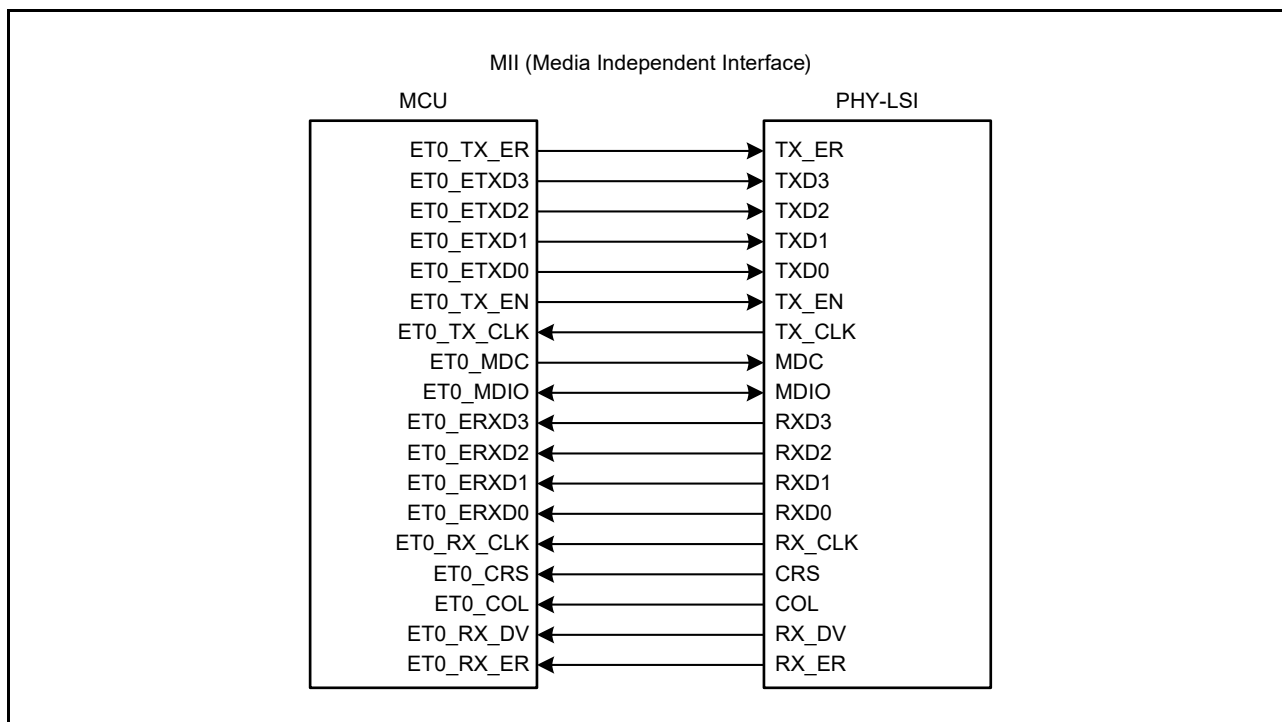 MII (Media Independent Interface)
MCU PHY-LSI
ET0_TX_ER TX_ER
ET0_ETXD3 TXD3
ET0_ETXD2 TXD2
ET0_ETXD1 TXD1
ET0_ETXD0 TXD0
ET0_TX_EN TX_EN
ET0_TX_CLK TX_CLK
ET0_MDC MDC
ET0_MDIO MDIO
ET0_ERXD3 RXD3
ET0_ERXD2 RXD2
ET0_ERXD1 RXD1
ET0_ERXD0 RXD0
ET0_RX_CLK RX_CLK
ET0_CRS CRS
ET0_COL COL
ET0_RX_DV RX_DV
ET0_RX_ER RX_ER